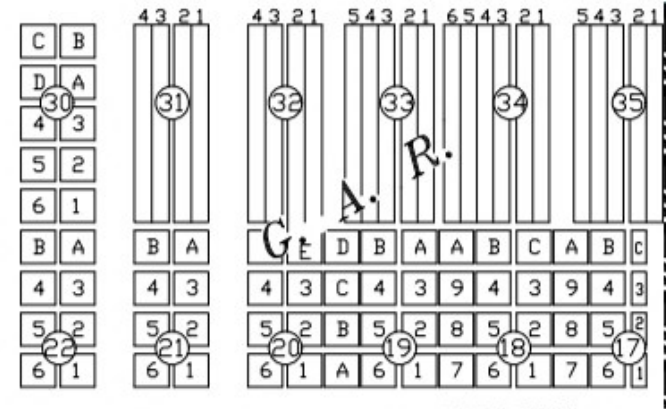 4 3 2 1 4 3 2 1 5 4 3 2 1 6 5 4 3 2 1 5 4 3 2 1
C B
D A
30 31 32 33 34 35
4 3
5 2
6 1
G. A. R.
B A B A E D B A A B C A B C
4 3 4 3 4 3 C 4 3 9 4 3 9 4 3
5 2 5 2 5 2 B 5 2 8 5 2 8 5 2
22 21 20 19 18 17
6 1 6 1 6 1 A 6 1 7 6 1 7 6 1